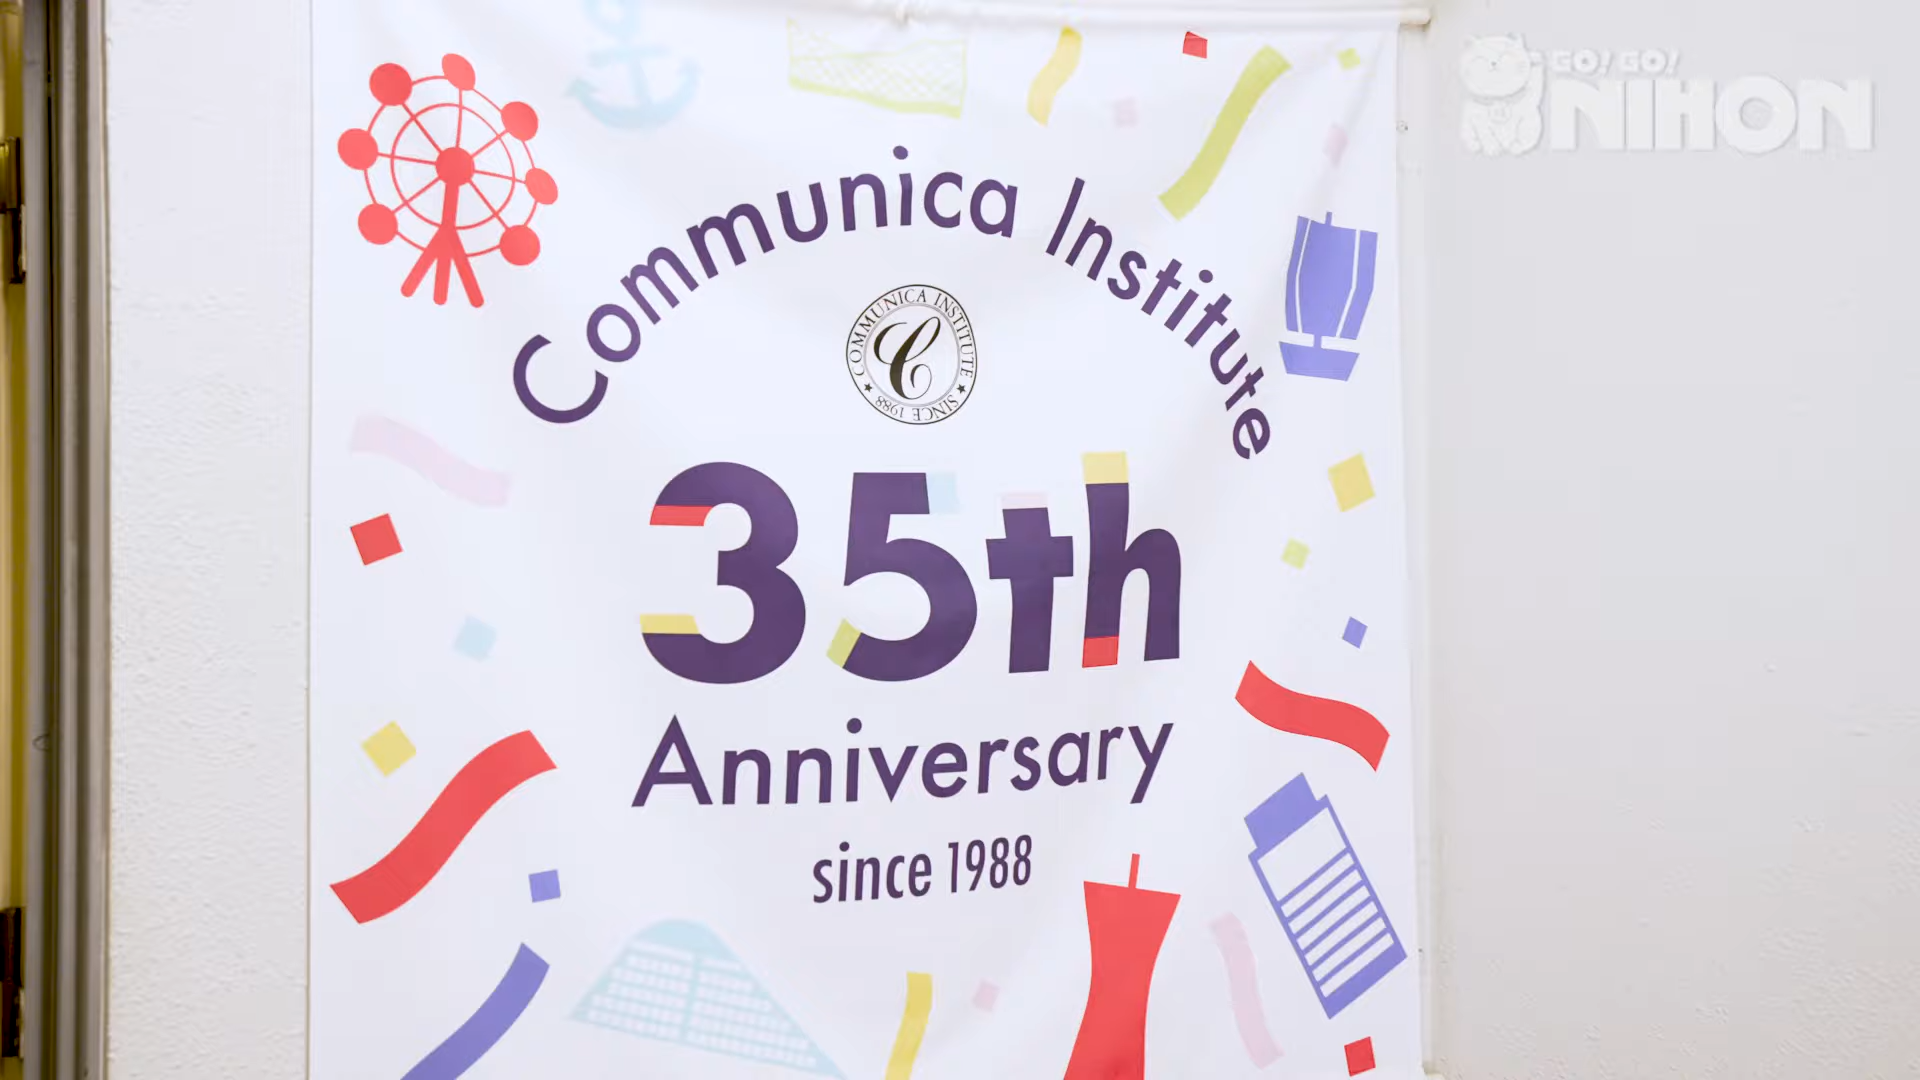 GO! GO!
NIHON
Communica Institute
COMMUNICA INSTITUTE
C
★ SINCE 1988 ★
35th
Anniversary
since 1988